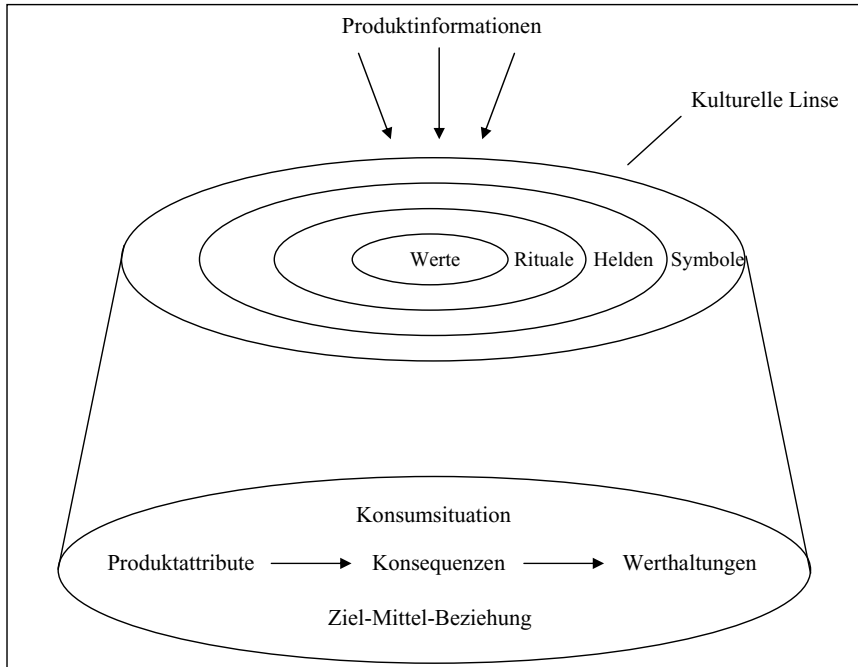 Produktinformationen
Kulturelle Linse
Werte Rituale Helden Symbole
Konsumsituation
Produktattribute Konsequenzen Werthaltungen
Ziel-Mittel-Beziehung